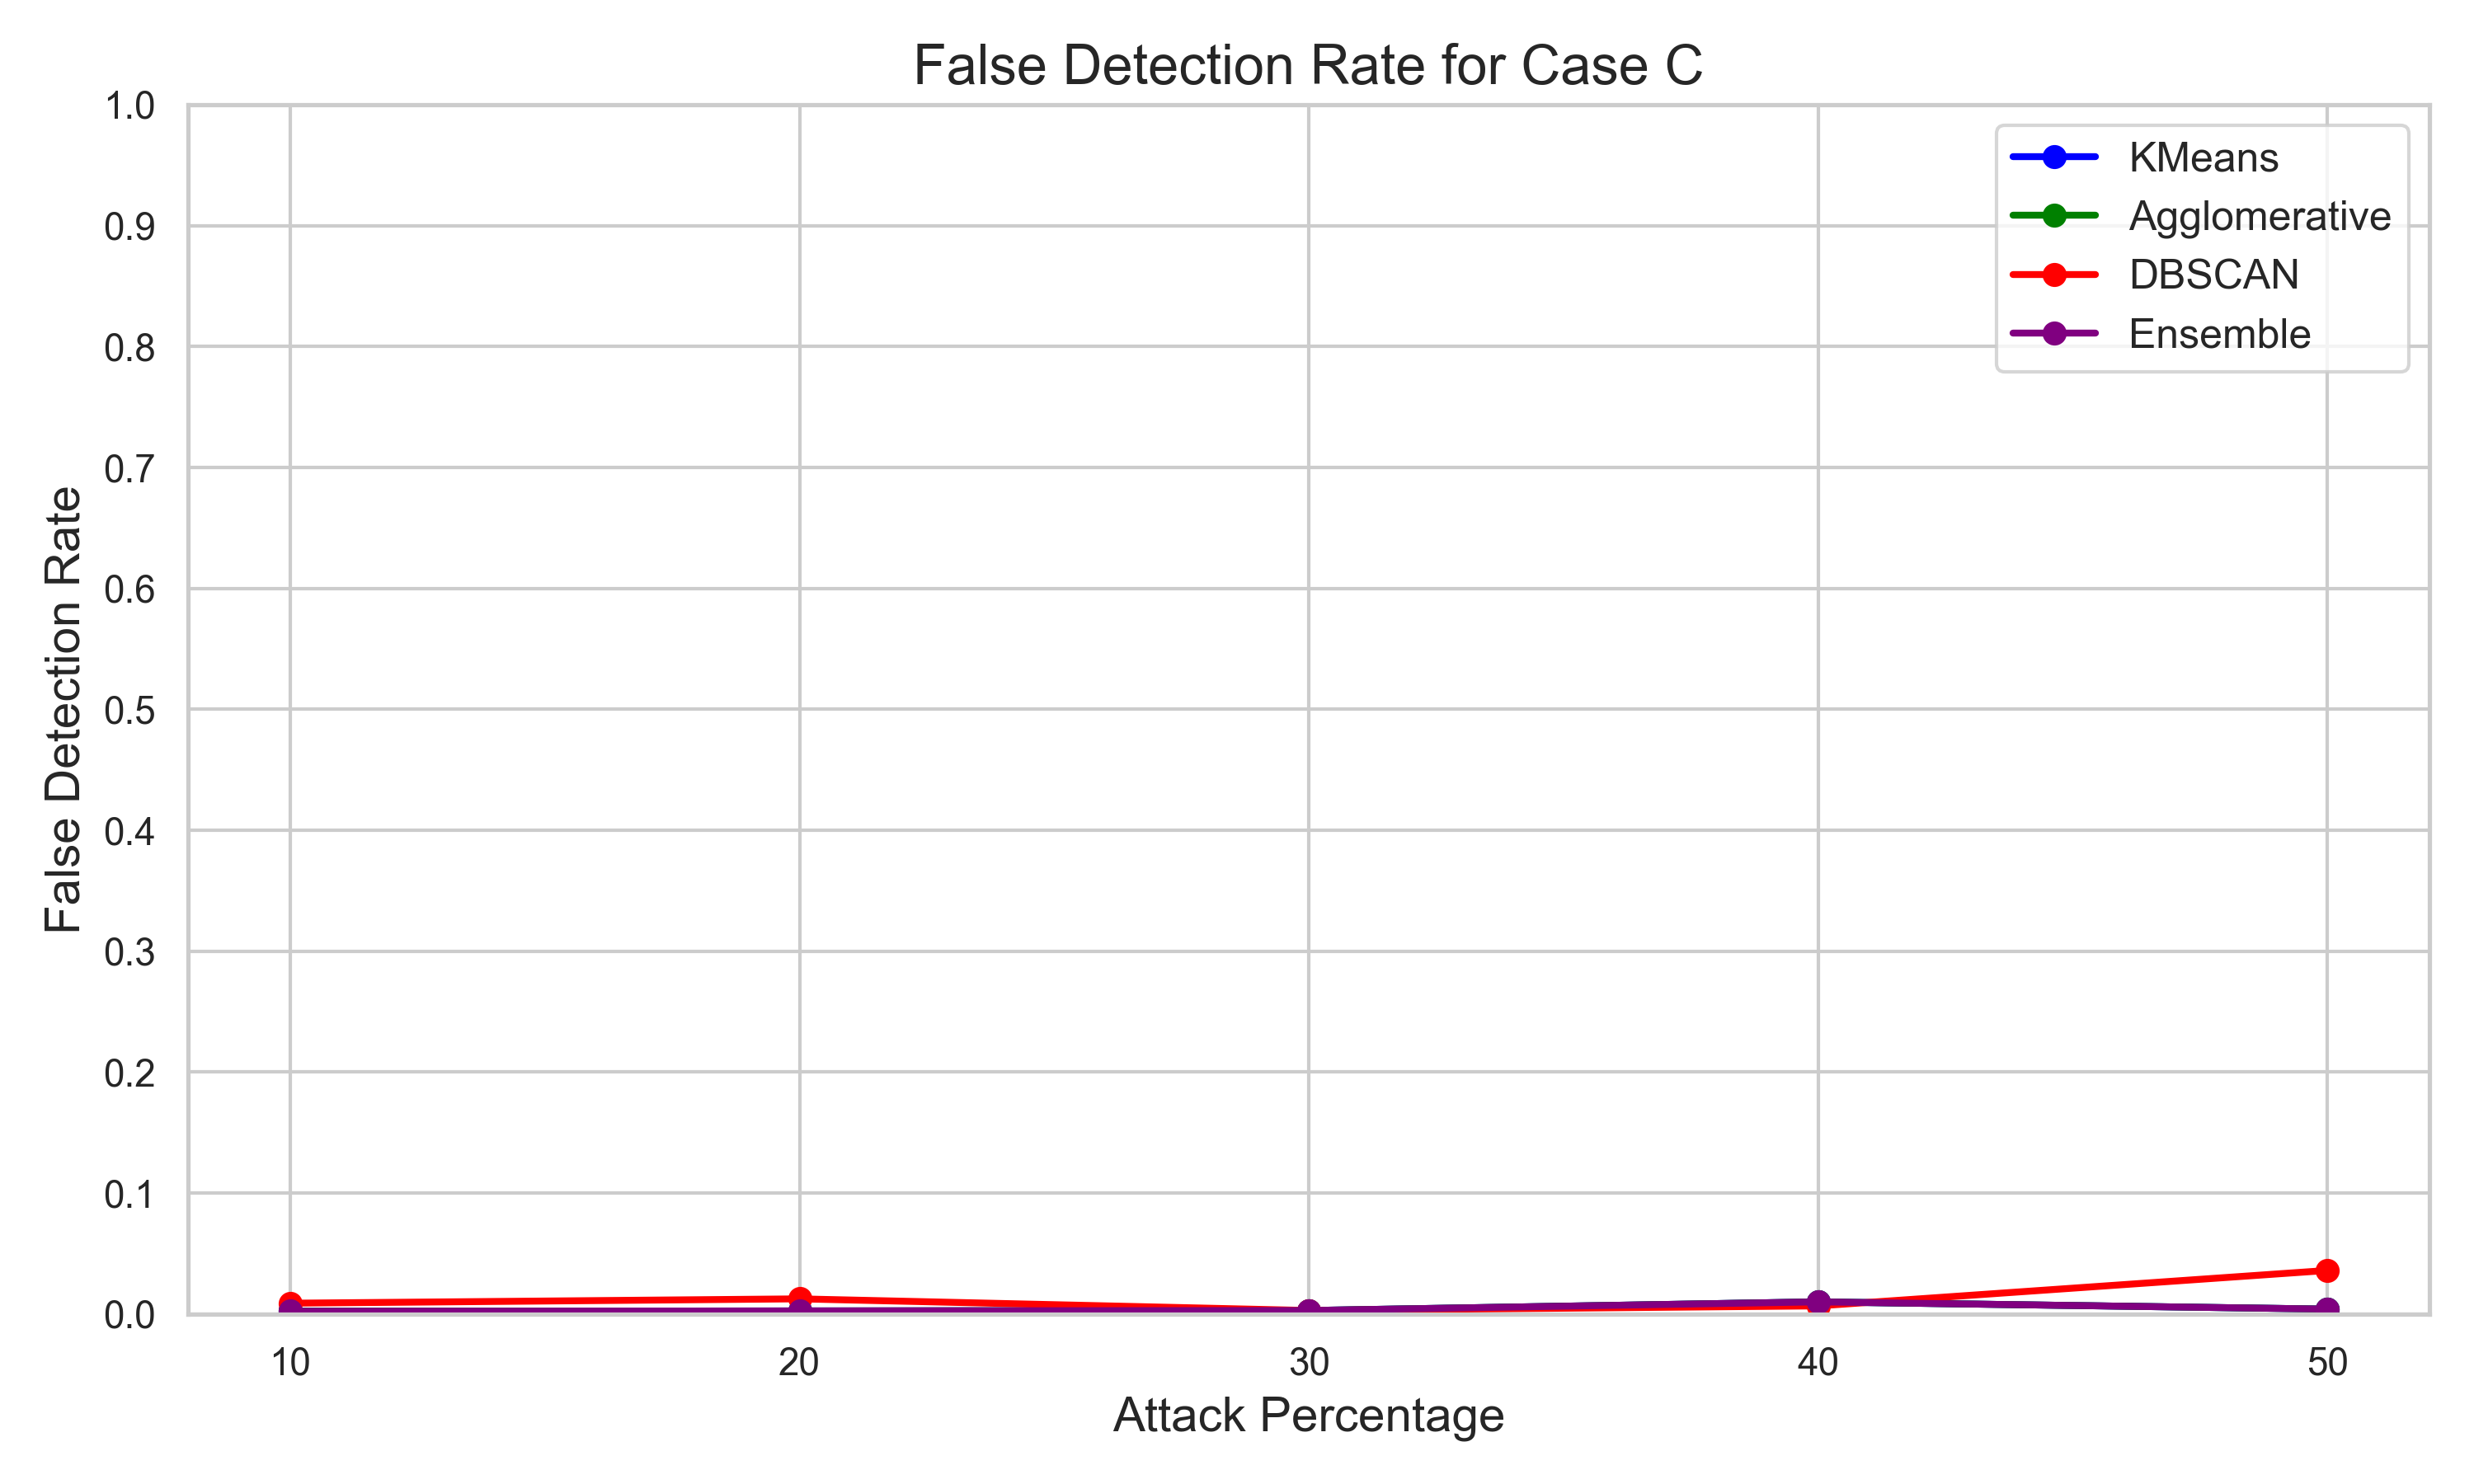 False Detection Rate for Case C
1.0
0.9
0.8
0.7
0.6
0.5
0.4
0.3
0.2
0.1
0.0
False Detection Rate
KMeans
Agglomerative
DBSCAN
Ensemble
10 20 30 40 50
Attack Percentage